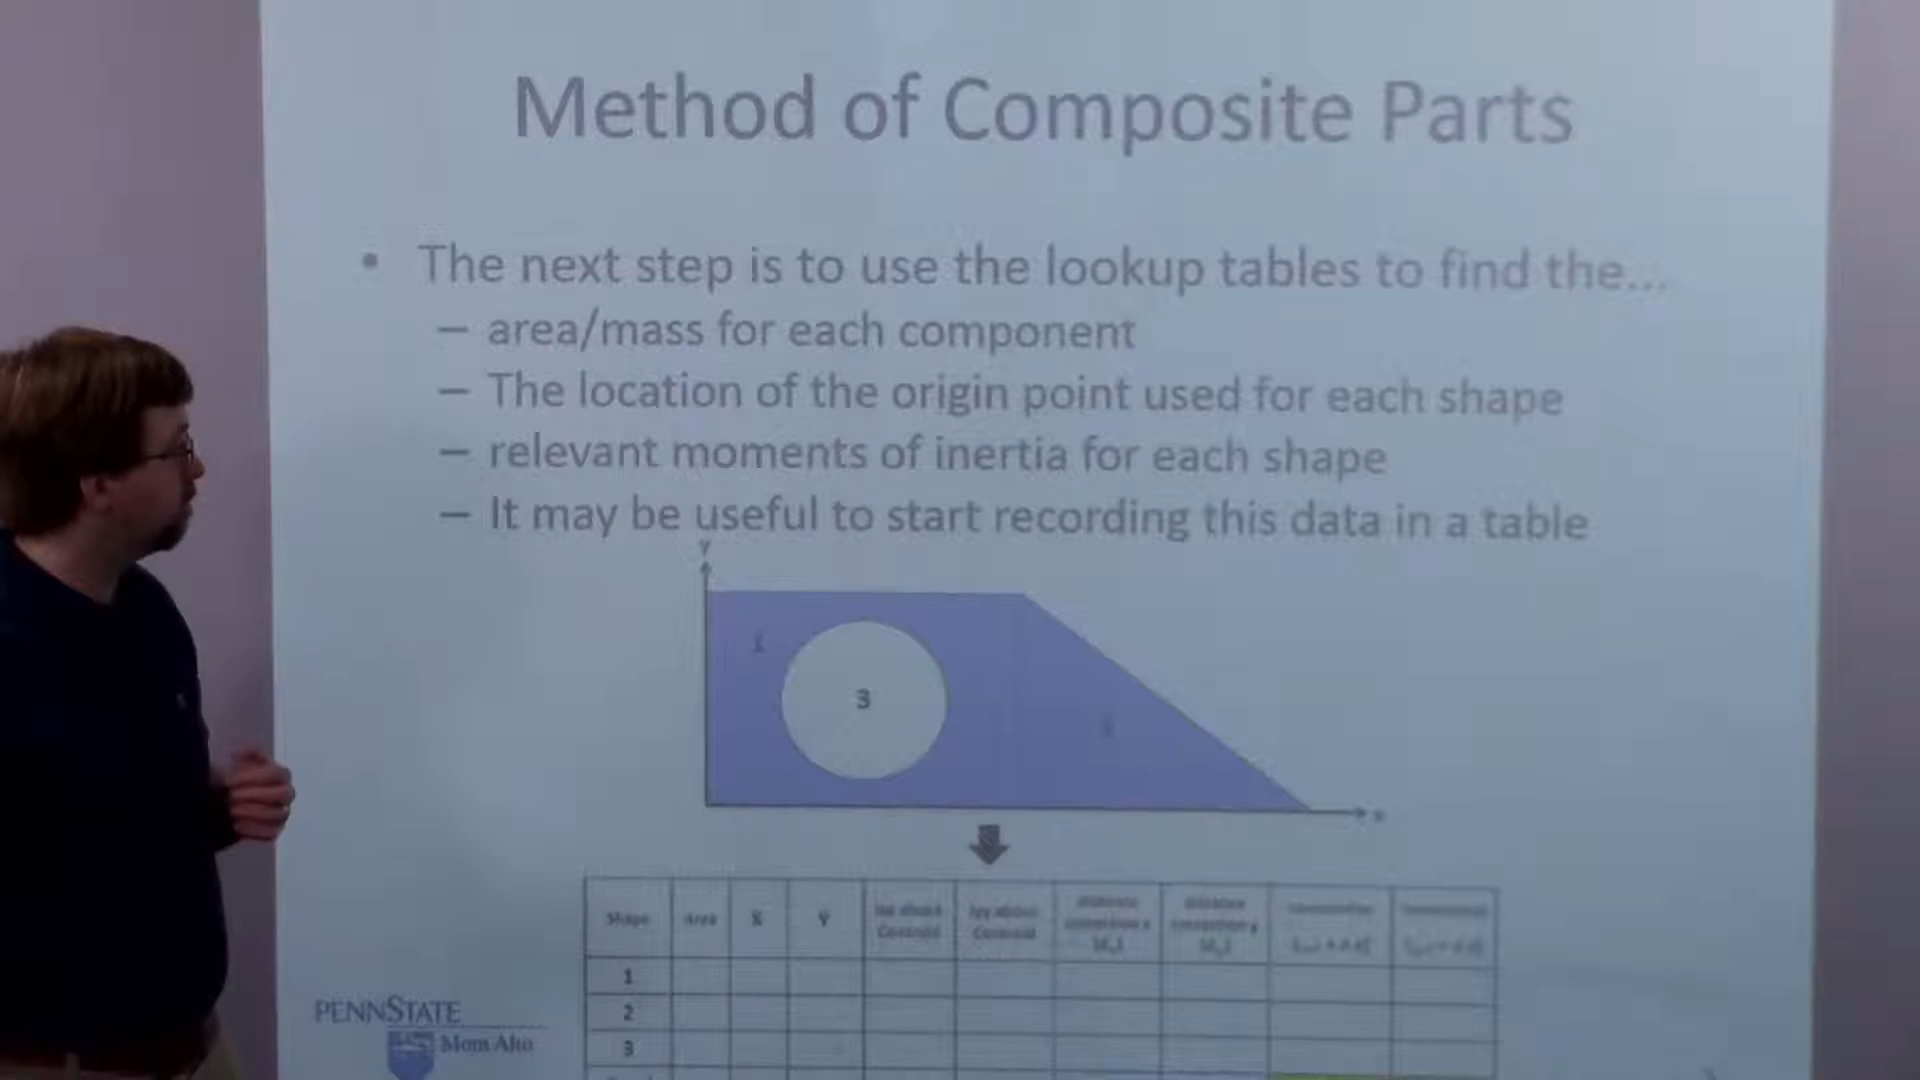 Method of Composite Parts
• The next step is to use the lookup tables to find the...
– area/mass for each component
– The location of the origin point used for each shape
– relevant moments of inertia for each shape
– It may be useful to start recording this data in a table
Y
1
3
x
Shape Area X̄ Ȳ
Centroid Centroid
1
2
3
PENNSTATE
Mont Alto